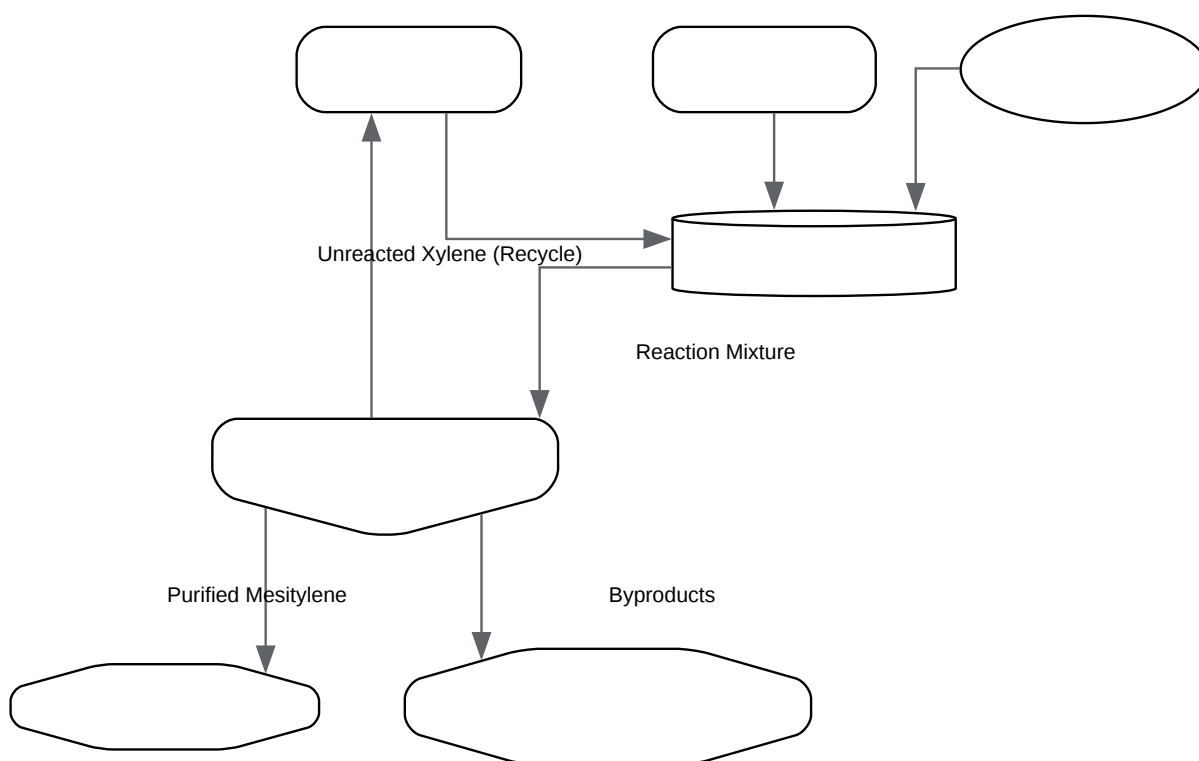 Unreacted Xylene (Recycle)
Reaction Mixture
Purified Mesitylene
Byproducts